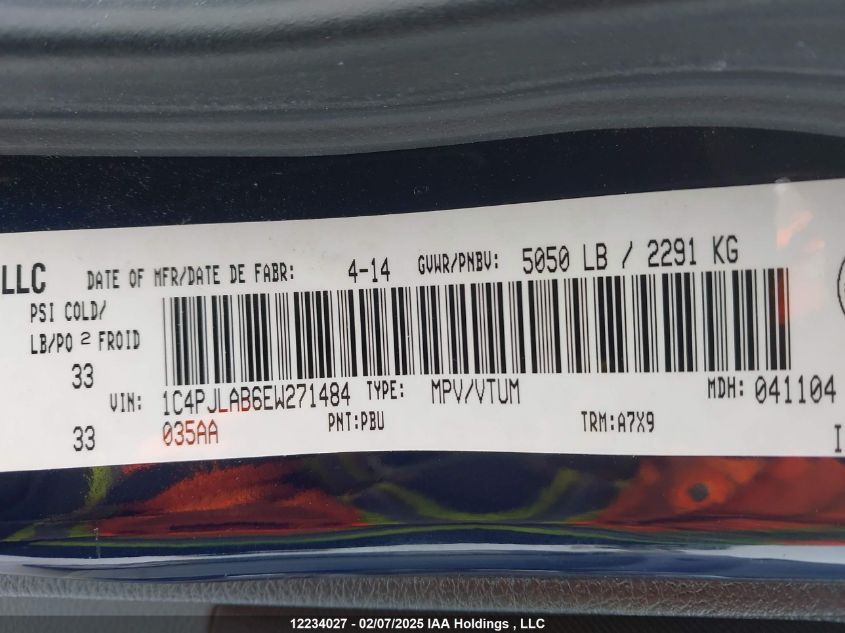 LLC DATE OF MFR/DATE DE FABR: 4-14 GVWR/PNBV: 5050 LB / 2291 KG
PSI COLD/
LB/PO 2 FROID
33
VIN: 1C4PJLAB6EW271484 TYPE: MPV/VTUM MDH: 041104
33 035AA PNT:PBU TRM:A7X9
12234027 - 02/07/2025 IAA Holdings , LLC